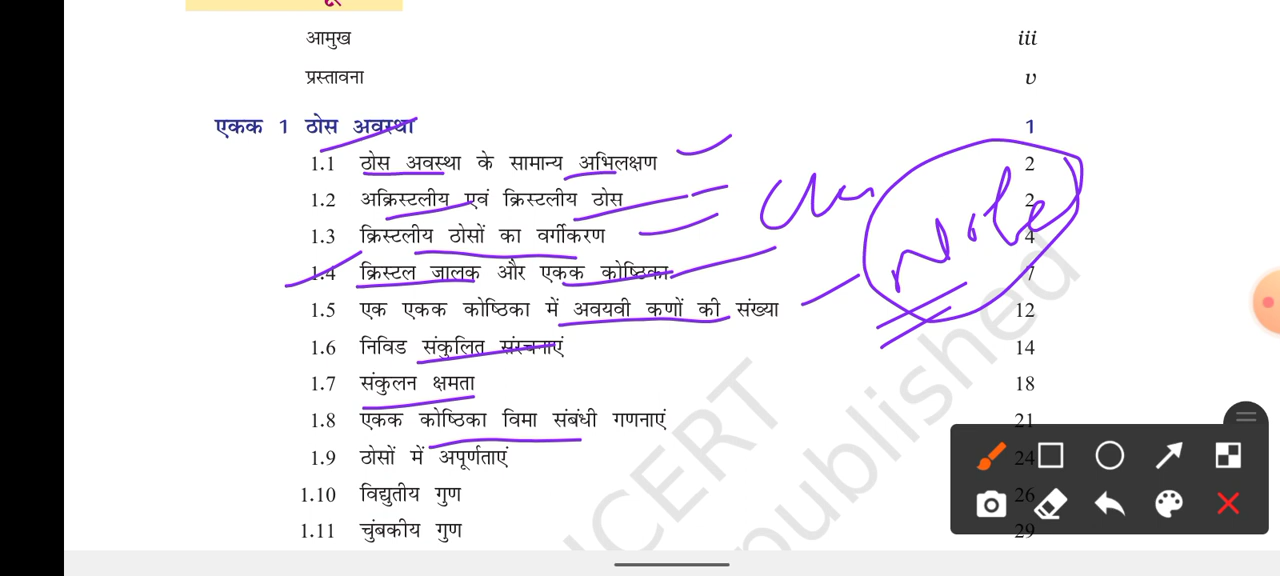 आमुख iii
प्रस्तावना v
एकक 1 ठोस अवस्था 1
1.1 ठोस अवस्था के सामान्य अभिलक्षण 2
1.2 अक्रिस्टलीय एवं क्रिस्टलीय ठोस 2
1.3 क्रिस्टलीय ठोसों का वर्गीकरण 4
1.4 क्रिस्टल जालक और एकक कोष्ठिका 7
1.5 एक एकक कोष्ठिका में अवयवी कणों की संख्या 12
1.6 निविड संकुलित संरचनाएं 14
1.7 संकुलन क्षमता 18
1.8 एकक कोष्ठिका विमा संबंधी गणनाएं 21
1.9 ठोसों में अपूर्णताएं 24
1.10 विद्युतीय गुण 26
1.11 चुंबकीय गुण 29
Note
NCERT
published